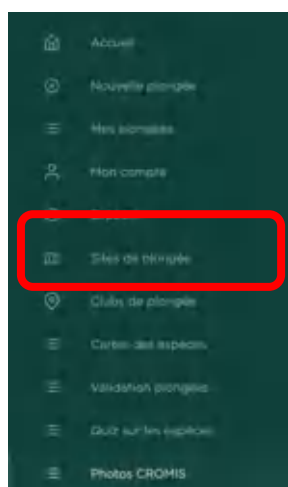 Accueil
Nouvelle plongée
Mes plongées
Mon compte
Sites de plongée
Clubs de plongée
Cartes des espèces
Validation plongées
Quiz sur les espèces
Photos CROMIS